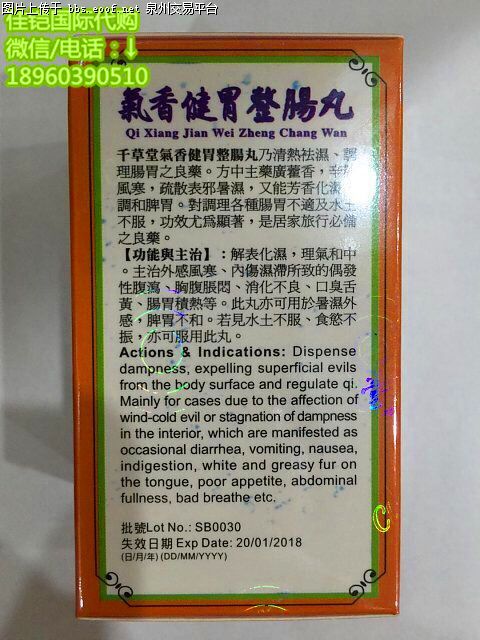 图片上传于 bbs.epof.net 泉州交易平台
佳铠国际代购
微信/电话:↓
18960390510
氣香健胃整腸丸
Qi Xiang Jian Wei Zheng Chang Wan
千草堂氣香健胃整腸丸乃清熱祛濕、調
理腸胃之良藥。方中主藥廣藿香,辛
風寒,疏散表邪暑濕,又能芳香化濕
調和脾胃。對調理各種腸胃不適及水土
不服,功效尤爲顯著,是居家旅行必備
之良藥。
【功能與主治】:解表化濕,理氣和中
。主治外感風寒、內傷濕滯所致的偶發
性腹瀉、胸腹脹悶、消化不良、口臭舌
黃、腸胃積熱等。此丸亦可用於暑濕外
感,脾胃不和。若見水土不服、食慾不
振,亦可服用此丸。
Actions & Indications: Dispense
dampness, expelling superficial evils
from the body surface and regulate qi.
Mainly for cases due to the affection of
wind-cold evil or stagnation of dampness
in the interior, which are manifested as
occasional diarrhea, vomiting, nausea,
indigestion, white and greasy fur on
the tongue, poor appetite, abdominal
fullness, bad breathe etc.
批號Lot No.: SB0030
失效日期 Exp Date: 20/01/2018
(日/月/年) (DD/MM/YYYY)